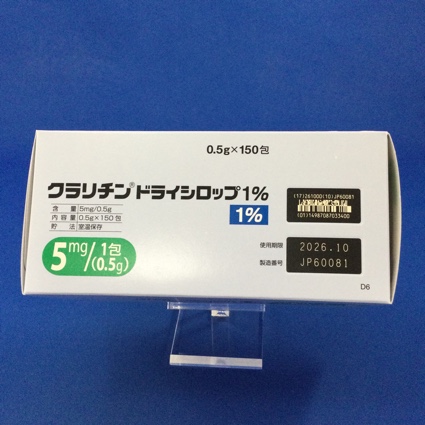 0.5g×150包
クラリチン®ドライシロップ1%
1%
含 量 5mg/0.5g
内 容 量 0.5g×150包
貯 法 室温保存
5mg/1包(0.5g)
(17)261000(10)JP60081
(01)14987087033400
使用期限 2026.10
製造番号 JP60081
D6